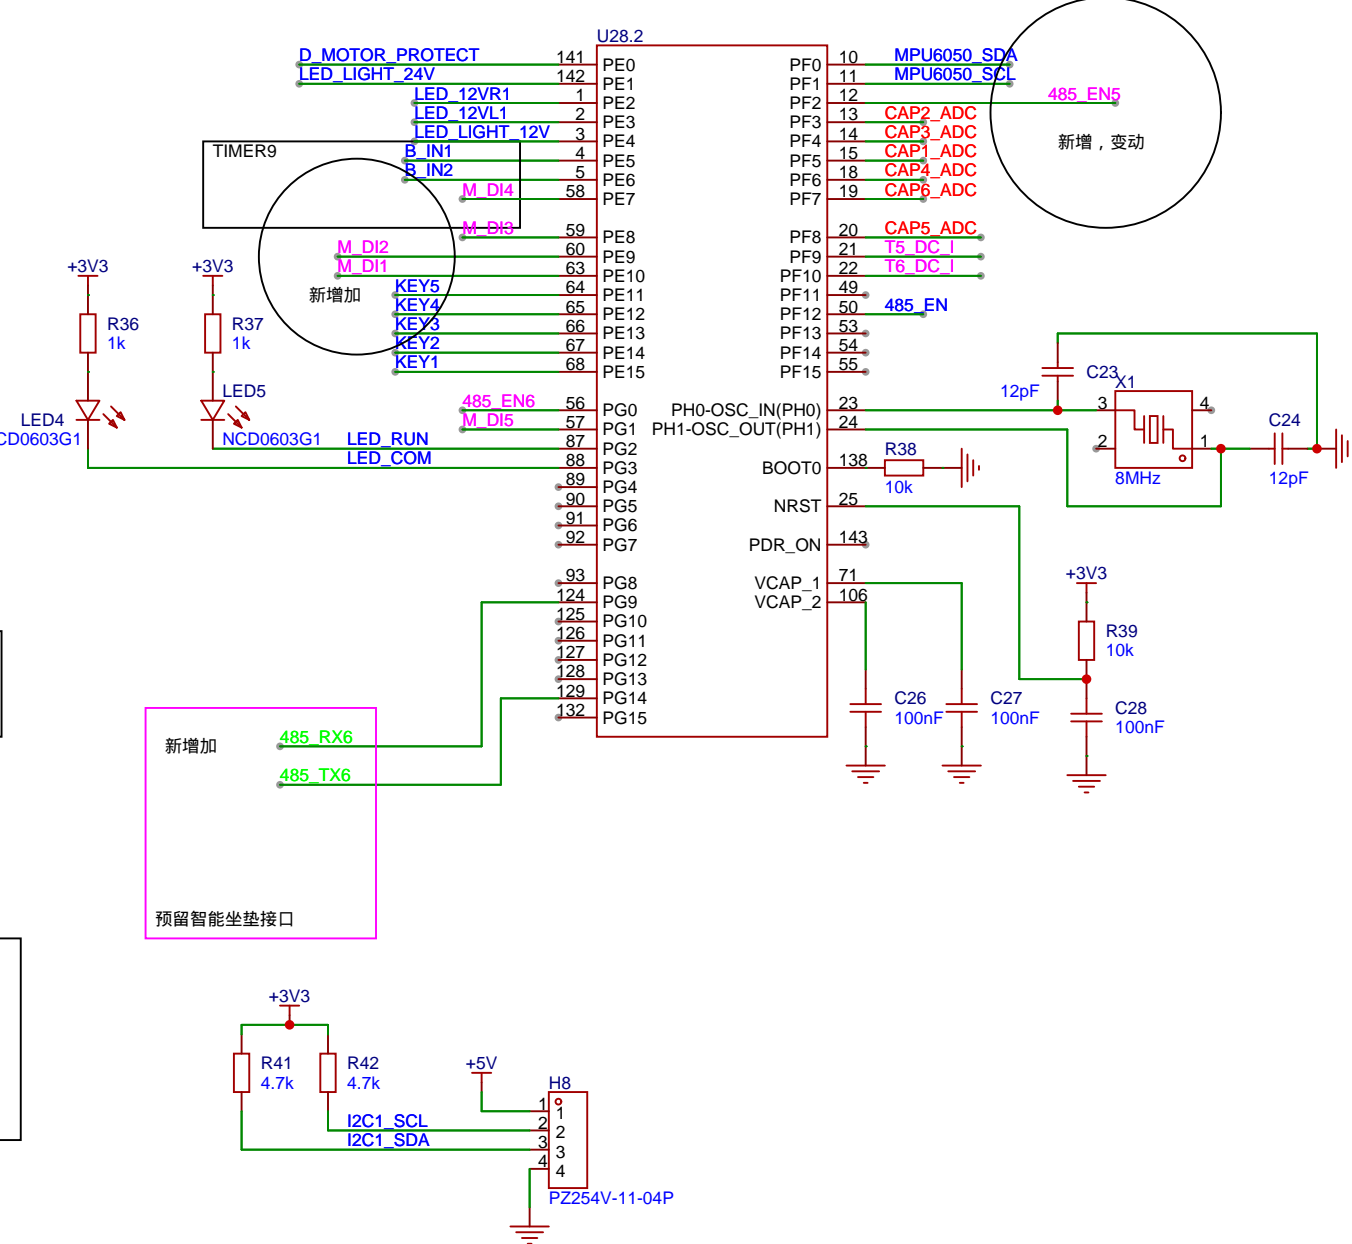 U28.2
D_MOTOR_PROTECT 141 PE0
LED_LIGHT_24V 142 PE1
LED_12VR1 1 PE2
LED_12VL1 2 PE3
LED_LIGHT_12V 3 PE4
TIMER9
B_IN1 4 PE5
B_IN2 5 PE6
M_DI4 58 PE7
M_DI3 59 PE8
M_DI2 60 PE9
M_DI1 63 PE10
新增加
KEY5 64 PE11
KEY4 65 PE12
KEY3 66 PE13
KEY2 67 PE14
KEY1 68 PE15
485_EN6 56 PG0
M_DI5 57 PG1
LED_RUN 87 PG2
LED_COM 88 PG3
89 PG4
90 PG5
91 PG6
92 PG7
93 PG8
124 PG9
125 PG10
126 PG11
127 PG12
128 PG13
129 PG14
132 PG15
PF0 10 MPU6050_SDA
PF1 11 MPU6050_SCL
PF2 12 485_EN5
新增，变动
PF3 13 CAP2_ADC
PF4 14 CAP3_ADC
PF5 15 CAP1_ADC
PF6 18 CAP4_ADC
PF7 19 CAP6_ADC
PF8 20 CAP5_ADC
PF9 21 T5_DC_I
PF10 22 T6_DC_I
PF11 49
PF12 50 485_EN
PF13 53
PF14 54
PF15 55
PH0-OSC_IN(PH0) 23
PH1-OSC_OUT(PH1) 24
BOOT0 138
NRST 25
PDR_ON 143
VCAP_1 71
VCAP_2 106
+3V3
R36
1k
LED4
CD0603G1
+3V3
R37
1k
LED5
NCD0603G1
C23
12pF
X1
3 4
2 1
8MHz
C24
12pF
R38
10k
+3V3
R39
10k
C28
100nF
C26
100nF
C27
100nF
新增加
485_RX6
485_TX6
预留智能坐垫接口
+3V3
R41
4.7k
R42
4.7k
+5V
H8
I2C1_SCL
I2C1_SDA
1 1
2 2
3 3
4 4
PZ254V-11-04P